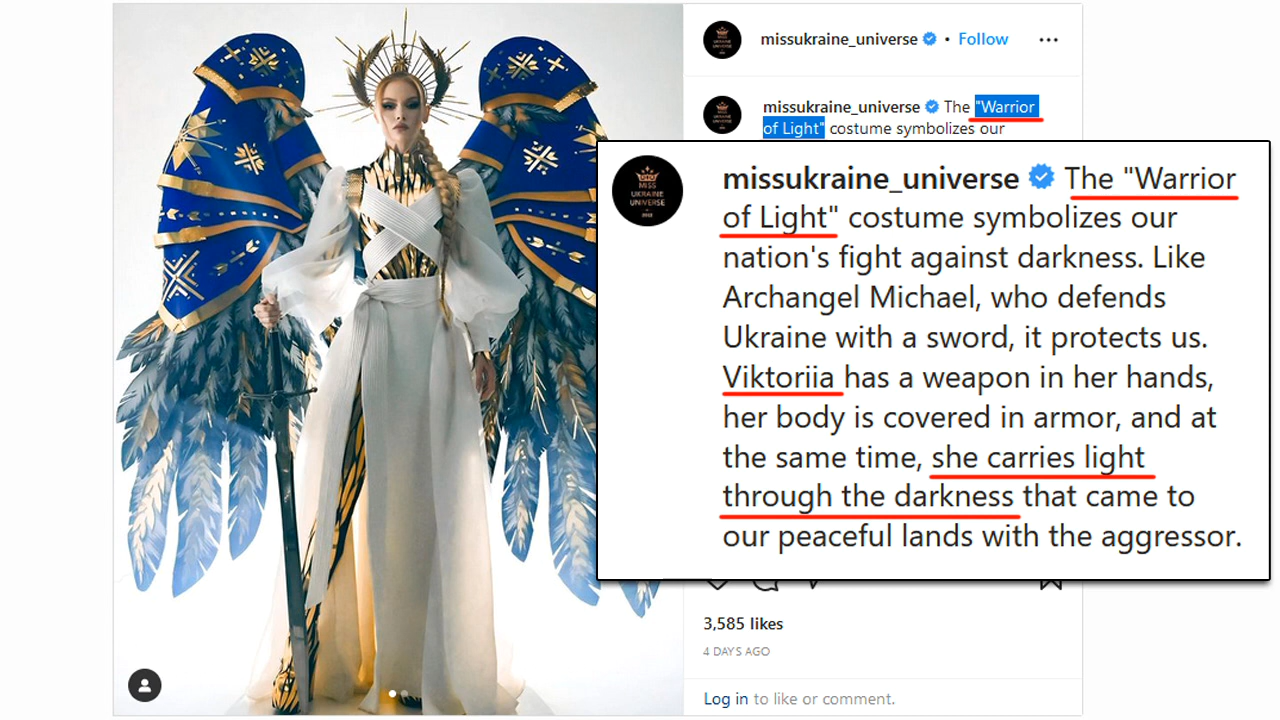 missukraine_universe • Follow
missukraine_universe The "Warrior
of Light" costume symbolizes our
MISS
UKRAINE
UNIVERSE
missukraine_universe The "Warrior
of Light" costume symbolizes our
nation's fight against darkness. Like
Archangel Michael, who defends
Ukraine with a sword, it protects us.
Viktoriia has a weapon in her hands,
her body is covered in armor, and at
the same time, she carries light
through the darkness that came to
our peaceful lands with the aggressor.
3,585 likes
4 DAYS AGO
Log in to like or comment.